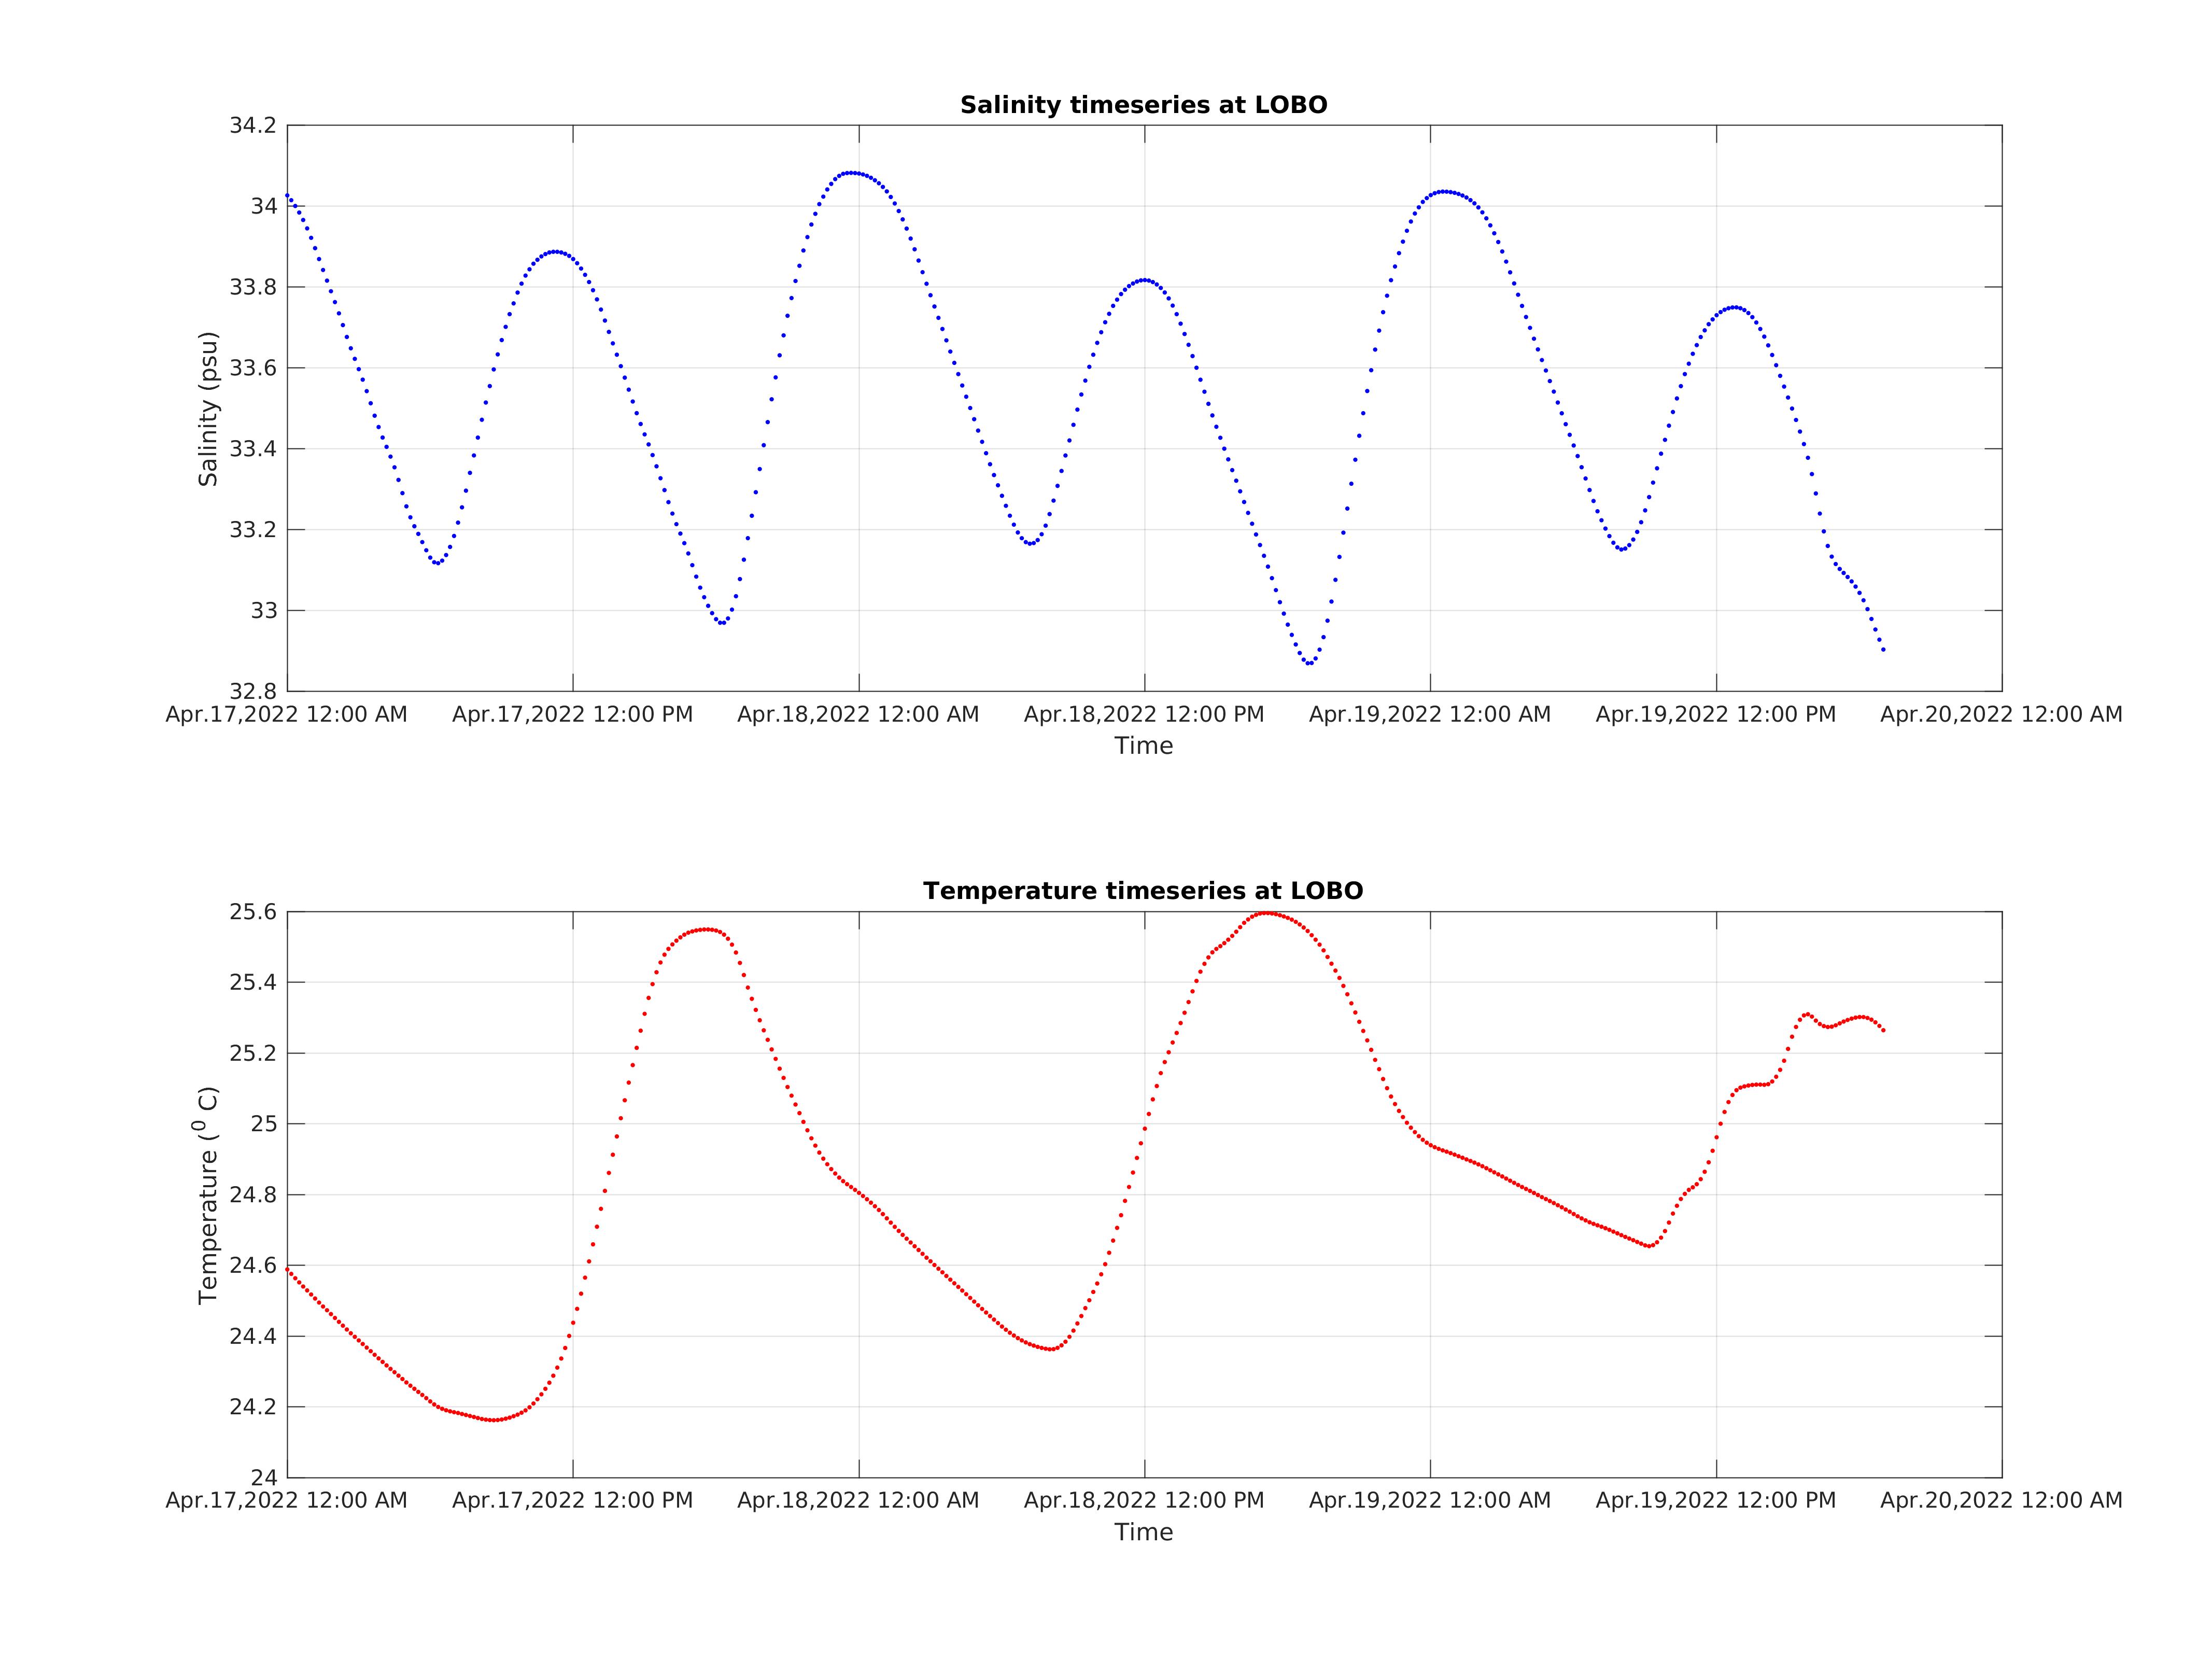 Salinity timeseries at LOBO
34.2
34
33.8
33.6
33.4
33.2
33
32.8
Salinity (psu)
Apr.17,2022 12:00 AM Apr.17,2022 12:00 PM Apr.18,2022 12:00 AM Apr.18,2022 12:00 PM Apr.19,2022 12:00 AM Apr.19,2022 12:00 PM Apr.20,2022 12:00 AM
Time
Temperature timeseries at LOBO
25.6
25.4
25.2
25
24.8
24.6
24.4
24.2
24
Temperature (⁰ C)
Apr.17,2022 12:00 AM Apr.17,2022 12:00 PM Apr.18,2022 12:00 AM Apr.18,2022 12:00 PM Apr.19,2022 12:00 AM Apr.19,2022 12:00 PM Apr.20,2022 12:00 AM
Time